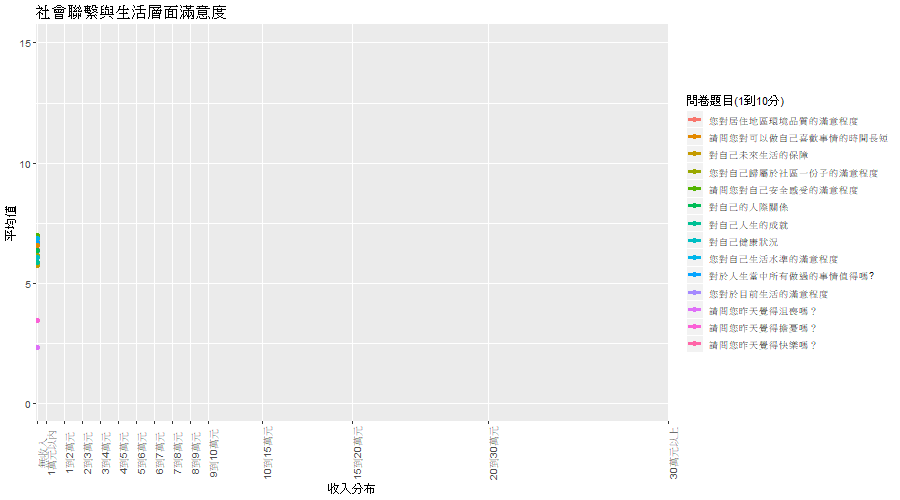 社會聯繫與生活層面滿意度
15
10
5
0
平均值
無收入
1萬元以內
1到2萬元
2到3萬元
3到4萬元
4到5萬元
5到6萬元
6到7萬元
7到8萬元
8到9萬元
9到10萬元
10到15萬元
15到20萬元
20到30萬元
30萬元以上
收入分布
問卷題目(1到10分)
您對居住地區環境品質的滿意程度
請問您對可以做自己喜歡事情的時間長短
對自己未來生活的保障
您對自己歸屬於社區一份子的滿意程度
請問您對自己安全感受的滿意程度
對自己的人際關係
對自己人生的成就
對自己健康狀況
您對自己生活水準的滿意程度
對於人生當中所有做過的事情值得嗎?
您對於目前生活的滿意程度
請問您昨天覺得沮喪嗎？
請問您昨天覺得擔憂嗎？
請問您昨天覺得快樂嗎？